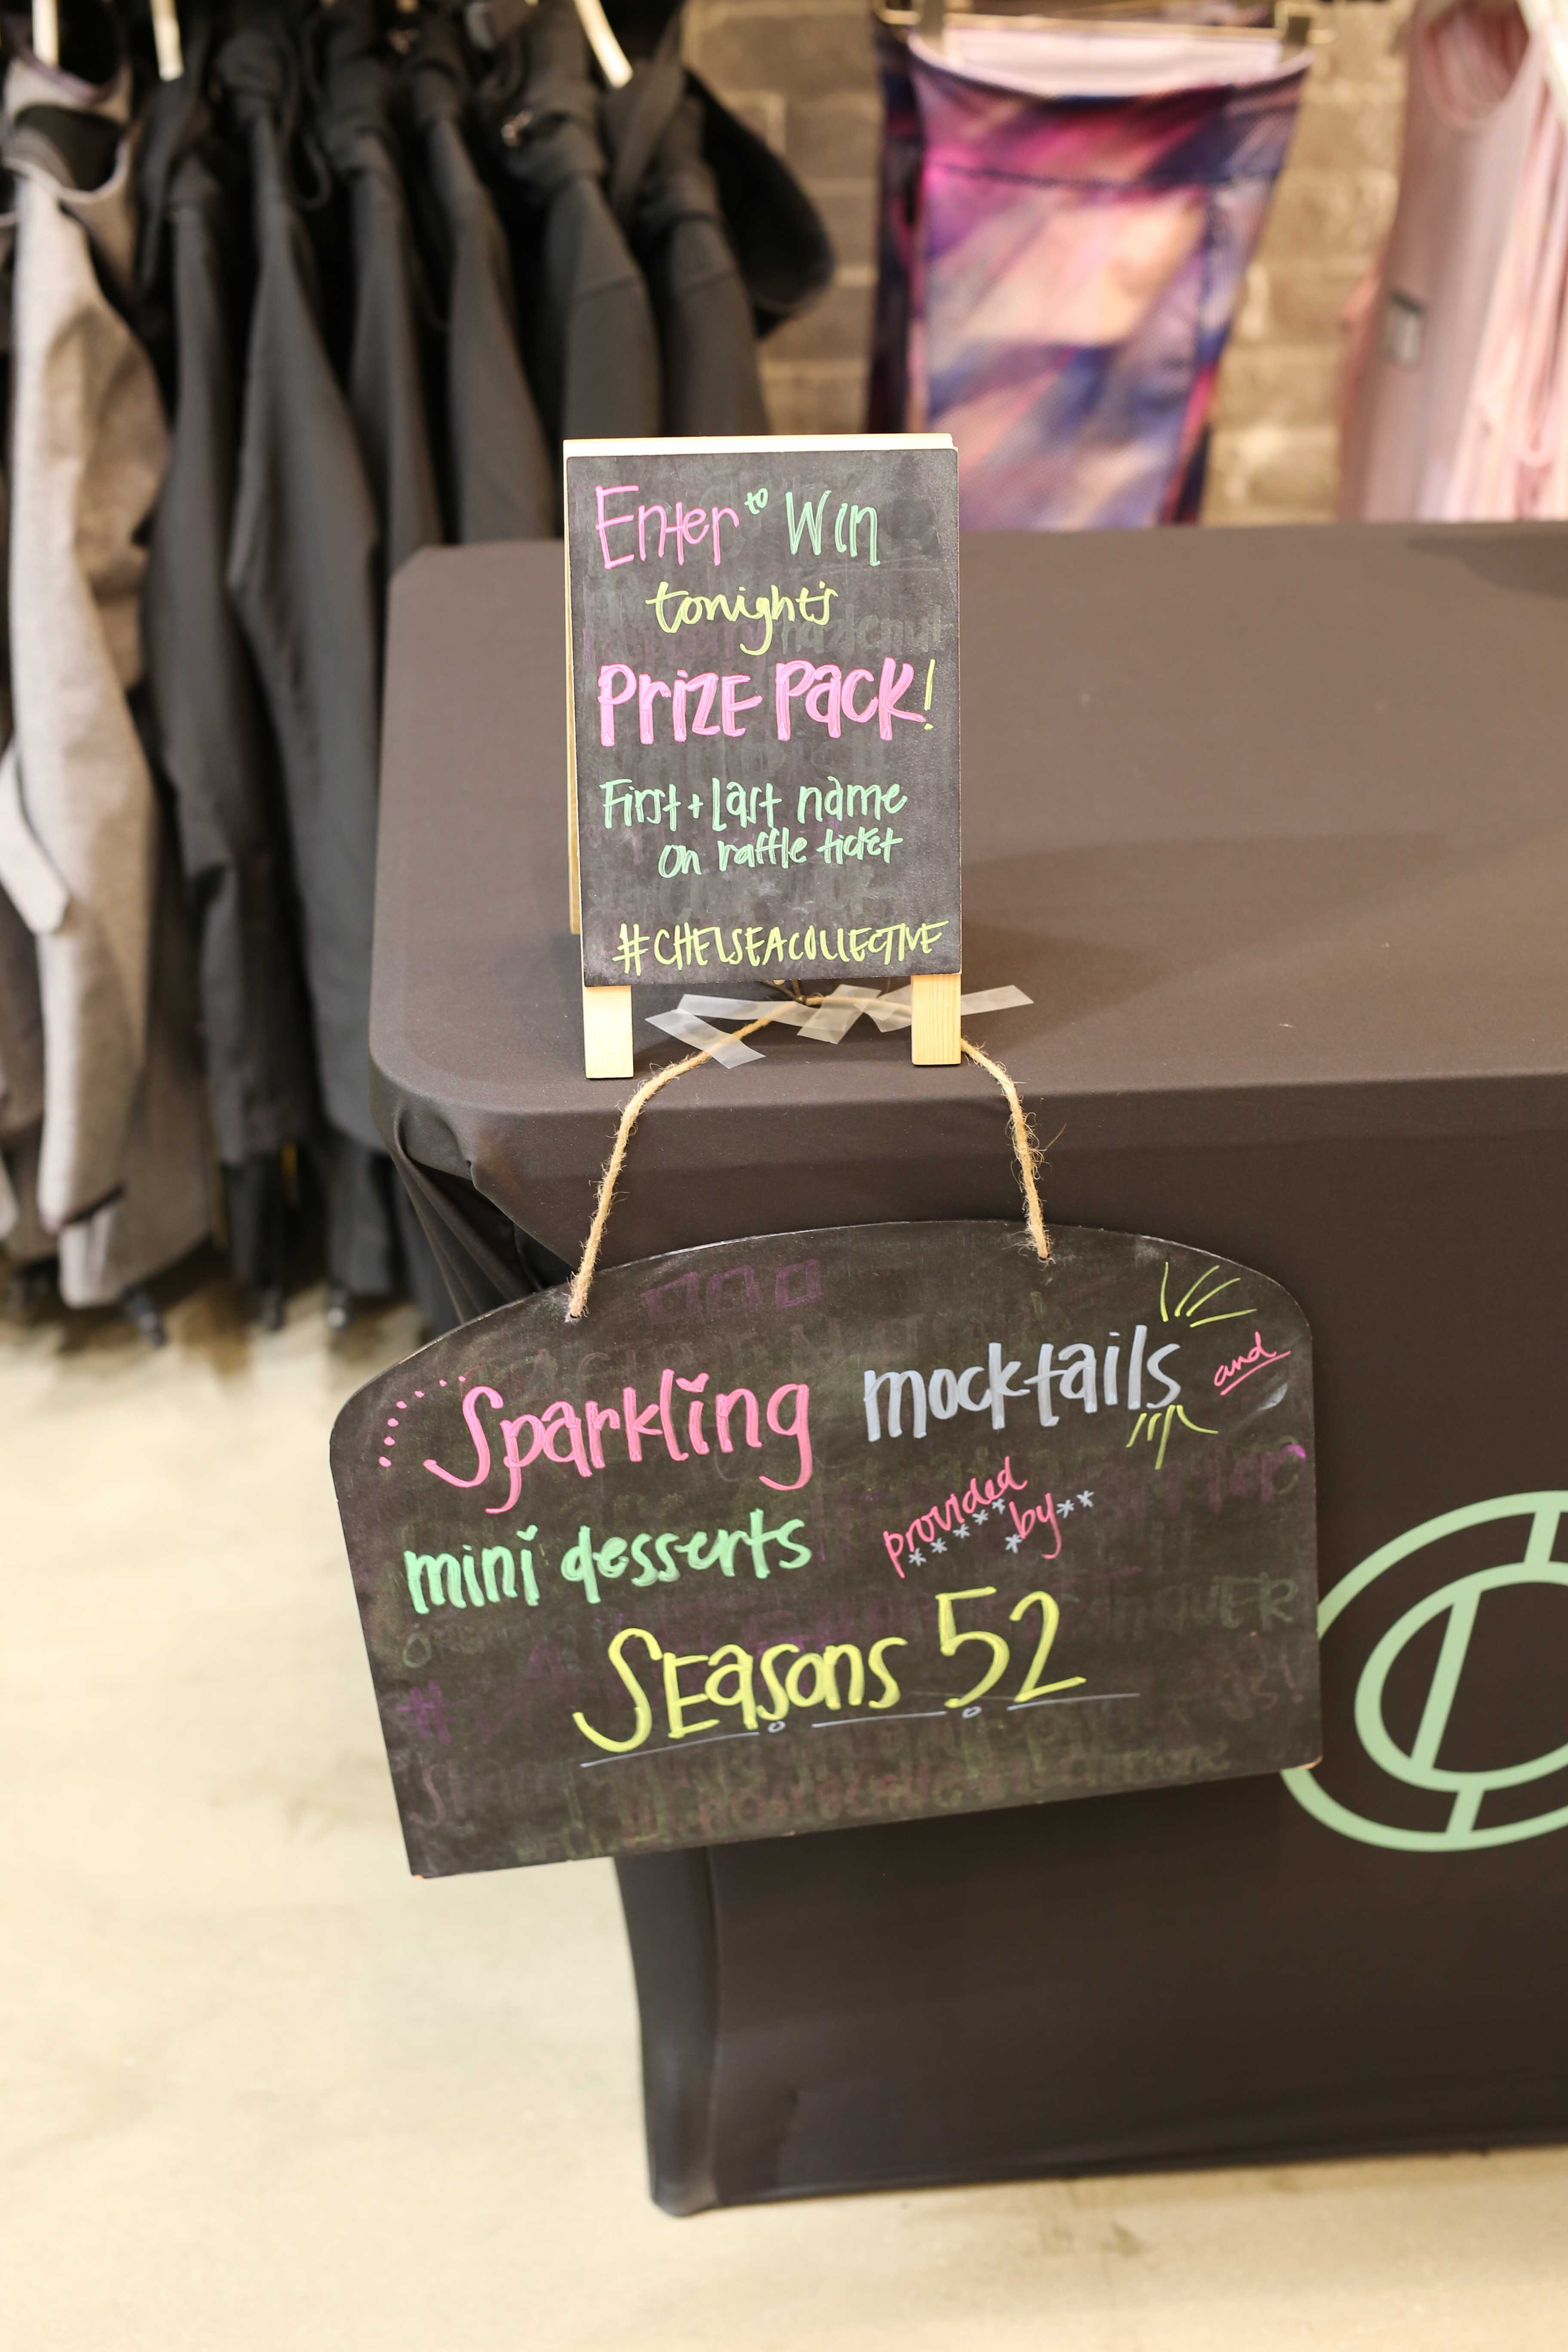 Enter to Win
tonight's
PrizE Pack!
First + Last name
on raffle ticket
#CHELSEACOLLECTIVE
Sparkling mocktails and
mini desserts provided by
SEasons 52